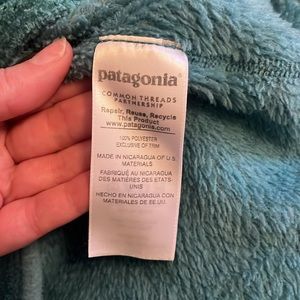 patagonia®
COMMON THREADS
PARTNERSHIP
Repair, Reuse, Recycle
This Product
www.patagonia.com
100% POLYESTER
EXCLUSIVE OF TRIM
MADE IN NICARAGUA OF U.S.
MATERIALS
FABRIQUÉ AU NICARAGUA
DES MATIÈRES DES ETATS-
UNIS
HECHO EN NICARAGUA CON
MATERIALES DE EE.UU.